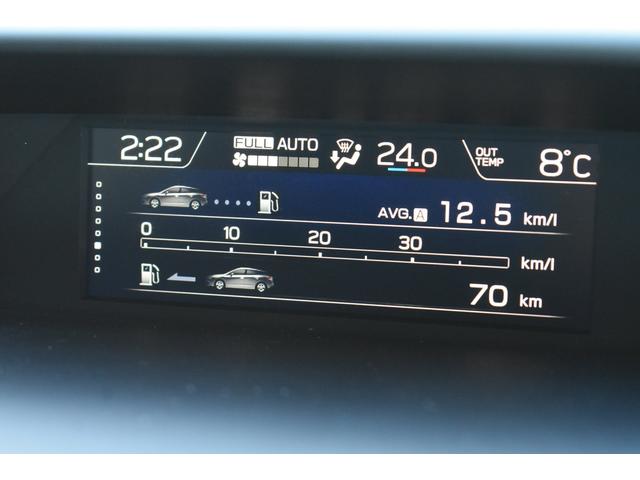 2:22 FULL AUTO 24.0 OUT TEMP 8°C
AVG. A 12.5 km/l
0 10 20 30
km/l
70 km